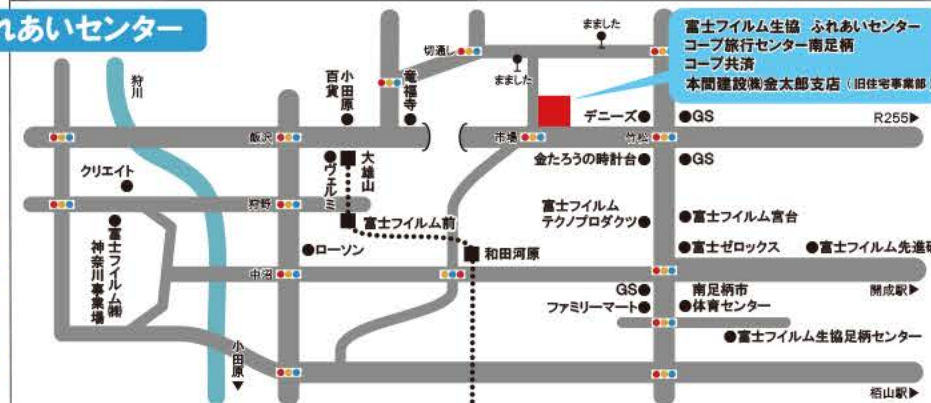 れあいセンター
富士フイルム生協 ふれあいセンター
コープ旅行センター南足柄
コープ共済
本間建設㈱金太郎支店（旧住宅事業部
切通し
まました
まました
狩川
小田原
百貨
竜福寺
デニーズ
GS
R255▶
飯沢
市場
竹松
金たろうの時計台
GS
クリエイト
ヴェルミ
大雄山
狩野
富士フイルム前
富士フイルム
テクノプロダクツ
富士フイルム宮台
富士フイルム㈱
神奈川事業場
ローソン
和田河原
富士ゼロックス
富士フイルム先進研
中沼
GS
ファミリーマート
南足柄市
体育センター
開成駅▶
富士フイルム生協足柄センター
小田原▼
栢山駅▶